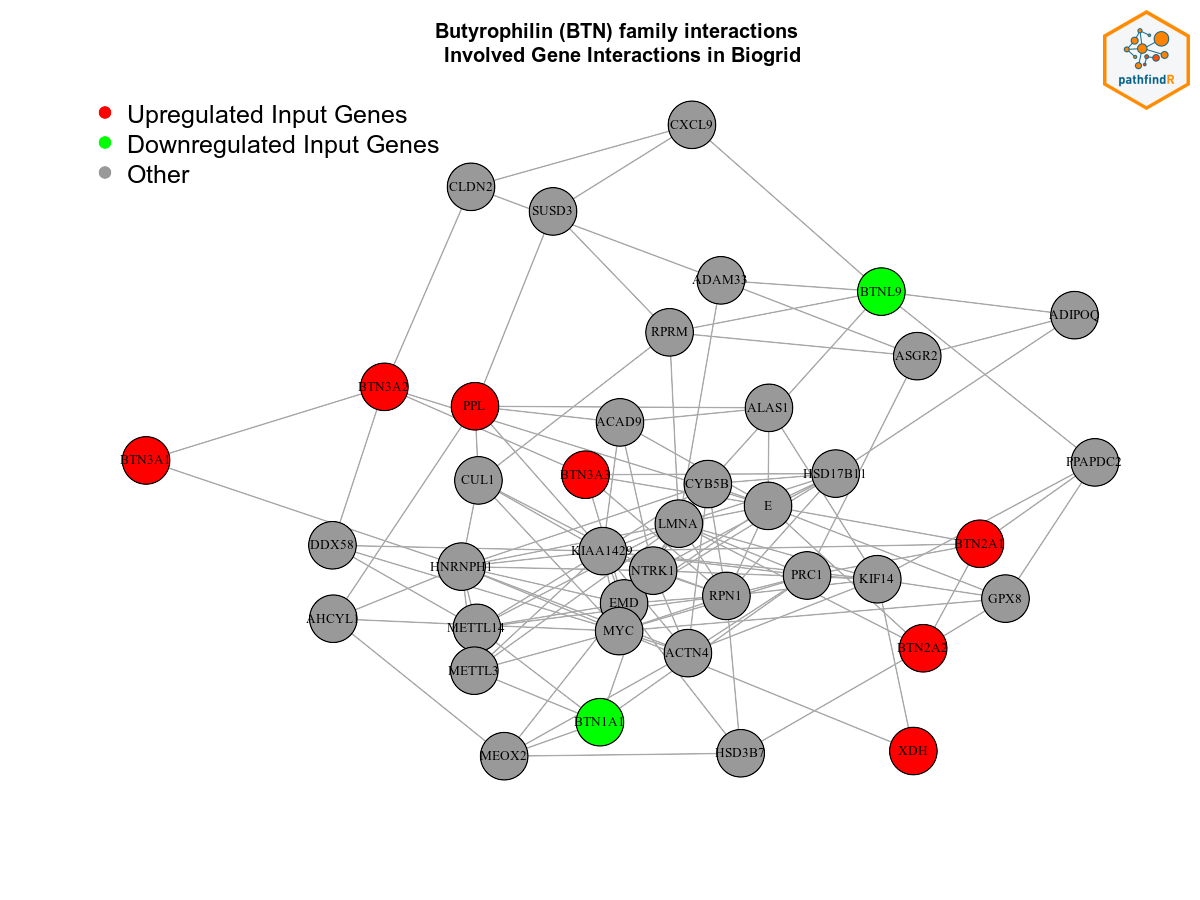 Butyrophilin (BTN) family interactions
Involved Gene Interactions in Biogrid
pathfindR
Upregulated Input Genes
Downregulated Input Genes
Other
CXCL9
CLDN2
SUSD3
ADAM33
BTNL9
ADIPOQ
RPRM
ASGR2
BTN3A2
PPL
ALAS1
ACAD9
BTN3A1
PPAPDC2
BTN3A3
HSD17B11
CUL1
CYB5B
E
LMNA
DDX58
BTN2A1
KIAA1429
HNRNPH1
NTRK1
PRC1
KIF14
RPN1
GPX8
EMD
AHCYL1
METTL14
MYC
BTN2A2
ACTN4
METTL3
BTN1A1
XDH
HSD3B7
MEOX2